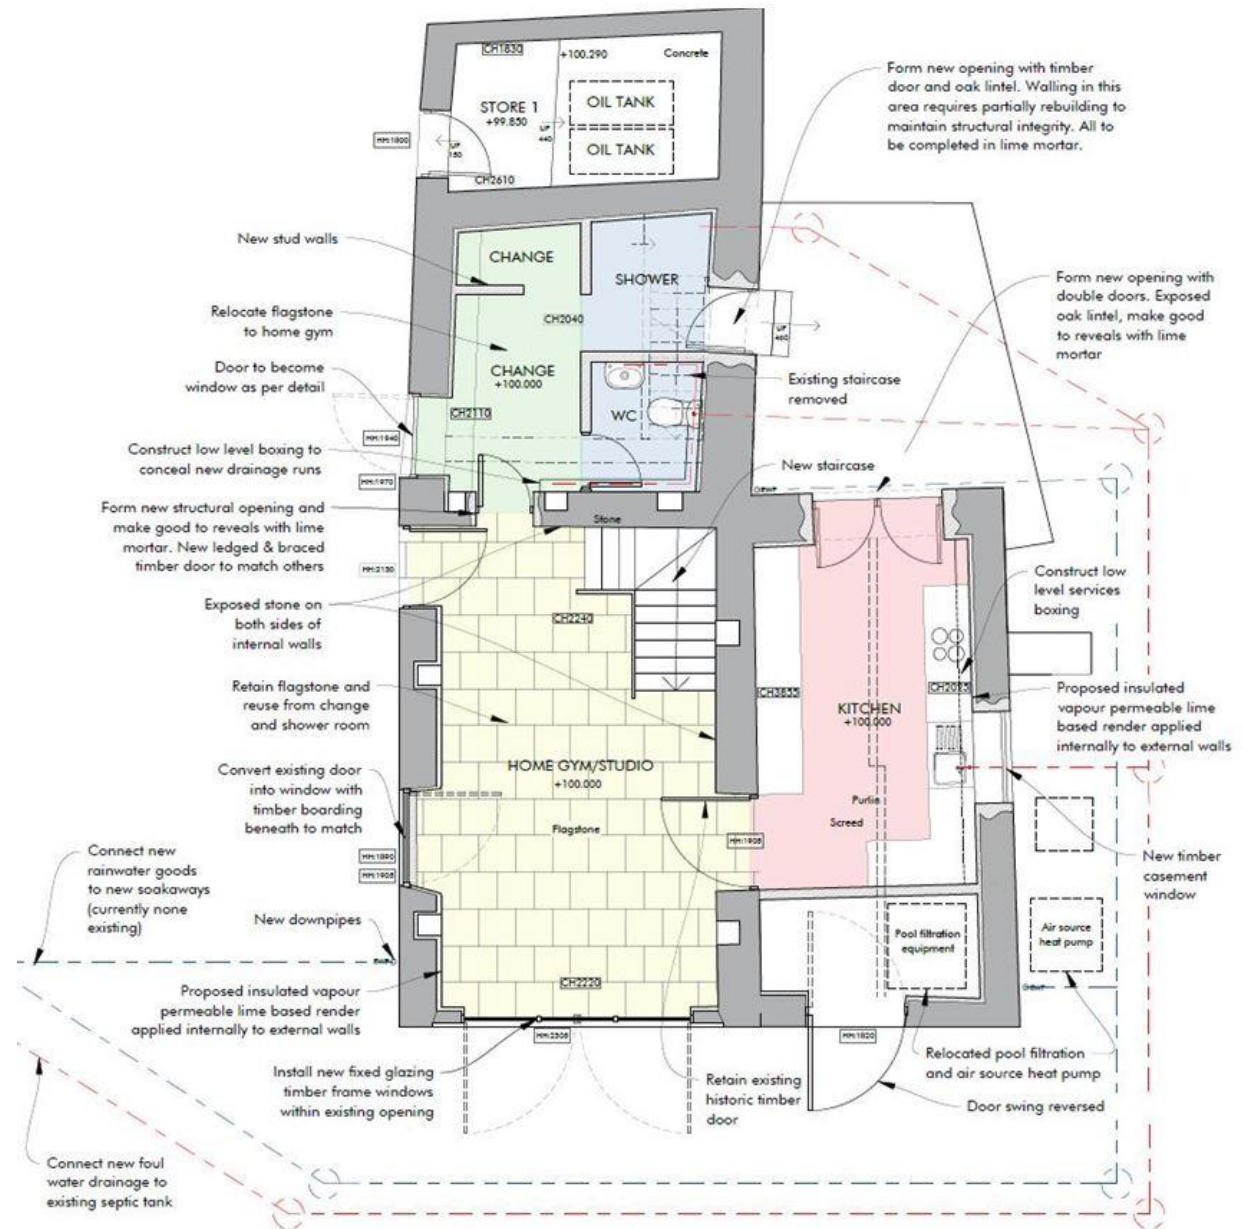 CH1830
+100.290
Concrete
STORE 1
+99.850
OIL TANK
OIL TANK
UP
440
UP
150
HH:1800
CH2610
Form new opening with timber
door and oak lintel. Walling in this
area requires partially rebuilding to
maintain structural integrity. All to
be completed in lime mortar.
New stud walls
CHANGE
SHOWER
CH2040
Relocate flagstone
to home gym
UP
460
Form new opening with
double doors. Exposed
oak lintel, make good
to reveals with lime
mortar
Door to become
window as per detail
CHANGE
+100.000
WC
Existing staircase
removed
CH2110
HH:1940
Construct low level boxing to
conceal new drainage runs
HH:1970
New staircase
Form new structural opening and
make good to reveals with lime
mortar. New ledged & braced
timber door to match others
Stone
HH:2130
Construct low
level services
boxing
Exposed stone on
both sides of
internal walls
CH2240
Retain flagstone and
reuse from change
and shower room
CH3855
CH2095
KITCHEN
+100.000
Proposed insulated
vapour permeable lime
based render applied
internally to external walls
HOME GYM/STUDIO
+100.000
Convert existing door
into window with
timber boarding
beneath to match
Purlin
Screed
Flagstone
HH:1905
HH:1890
HH:1905
New timber
casement
window
Connect new
rainwater goods
to new soakaways
(currently none
existing)
New downpipes
Pool filtration
equipment
Air source
heat pump
CH2220
Proposed insulated vapour
permeable lime based render
applied internally to external walls
HH:2305
HH:1820
Install new fixed glazing
timber frame windows
within existing opening
Retain existing
historic timber
door
Relocated pool filtration
and air source heat pump
Door swing reversed
Connect new foul
water drainage to
existing septic tank